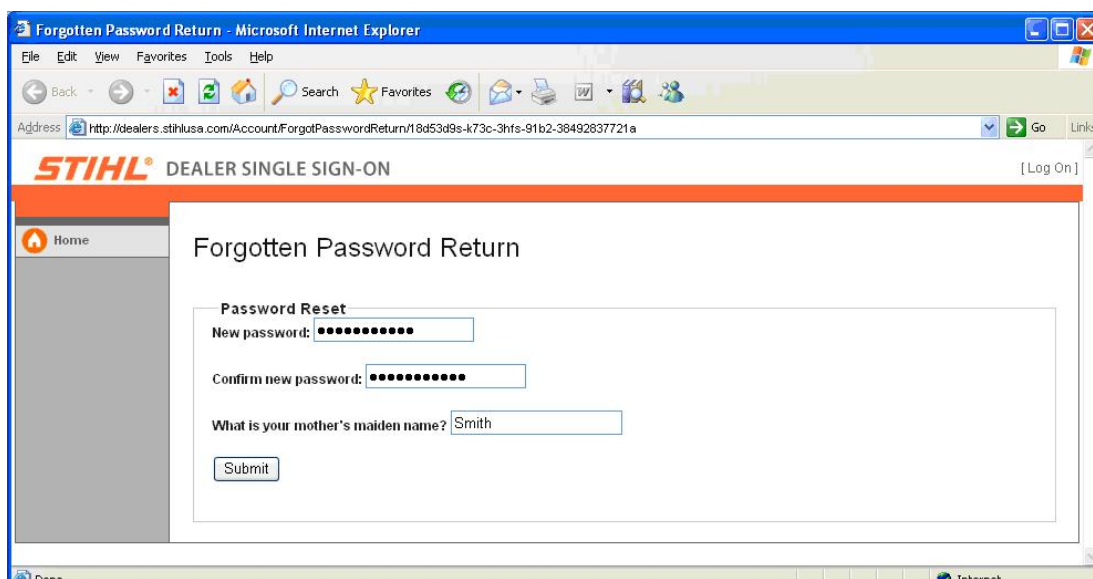 Forgotten Password Return - Microsoft Internet Explorer
File Edit View Favorites Tools Help
Back Search Favorites
Address http://dealers.stihlusa.com/Account/ForgotPasswordReturn/18d53d9s-k73c-3hfs-91b2-38492837721a Go Links
STIHL® DEALER SINGLE SIGN-ON [ Log On ]
Home
Forgotten Password Return
Password Reset
New password: ●●●●●●●●●●●
Confirm new password: ●●●●●●●●●●●
What is your mother's maiden name? Smith
Submit
Done Internet